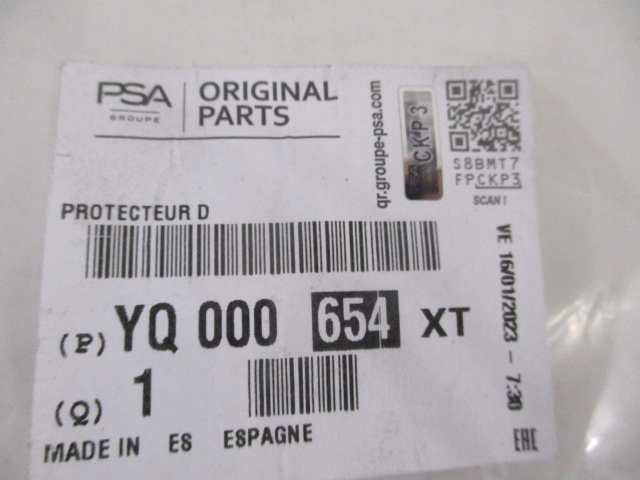 PSA
GROUPE
ORIGINAL
PARTS
qr.groupe-psa.com
CKP3
S8BMT7
FPCKP3
SCAN!
PROTECTEUR D
(P) YQ 000 654 XT
(Q) 1
MADE IN ES ESPAGNE
VE 16/01/2023 - 7:30
EAC